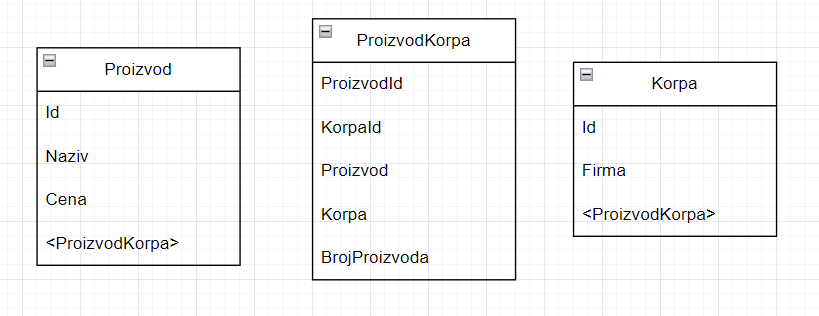 Proizvod
Id
Naziv
Cena
<ProizvodKorpa>
ProizvodKorpa
ProizvodId
KorpaId
Proizvod
Korpa
BrojProizvoda
Korpa
Id
Firma
<ProizvodKorpa>